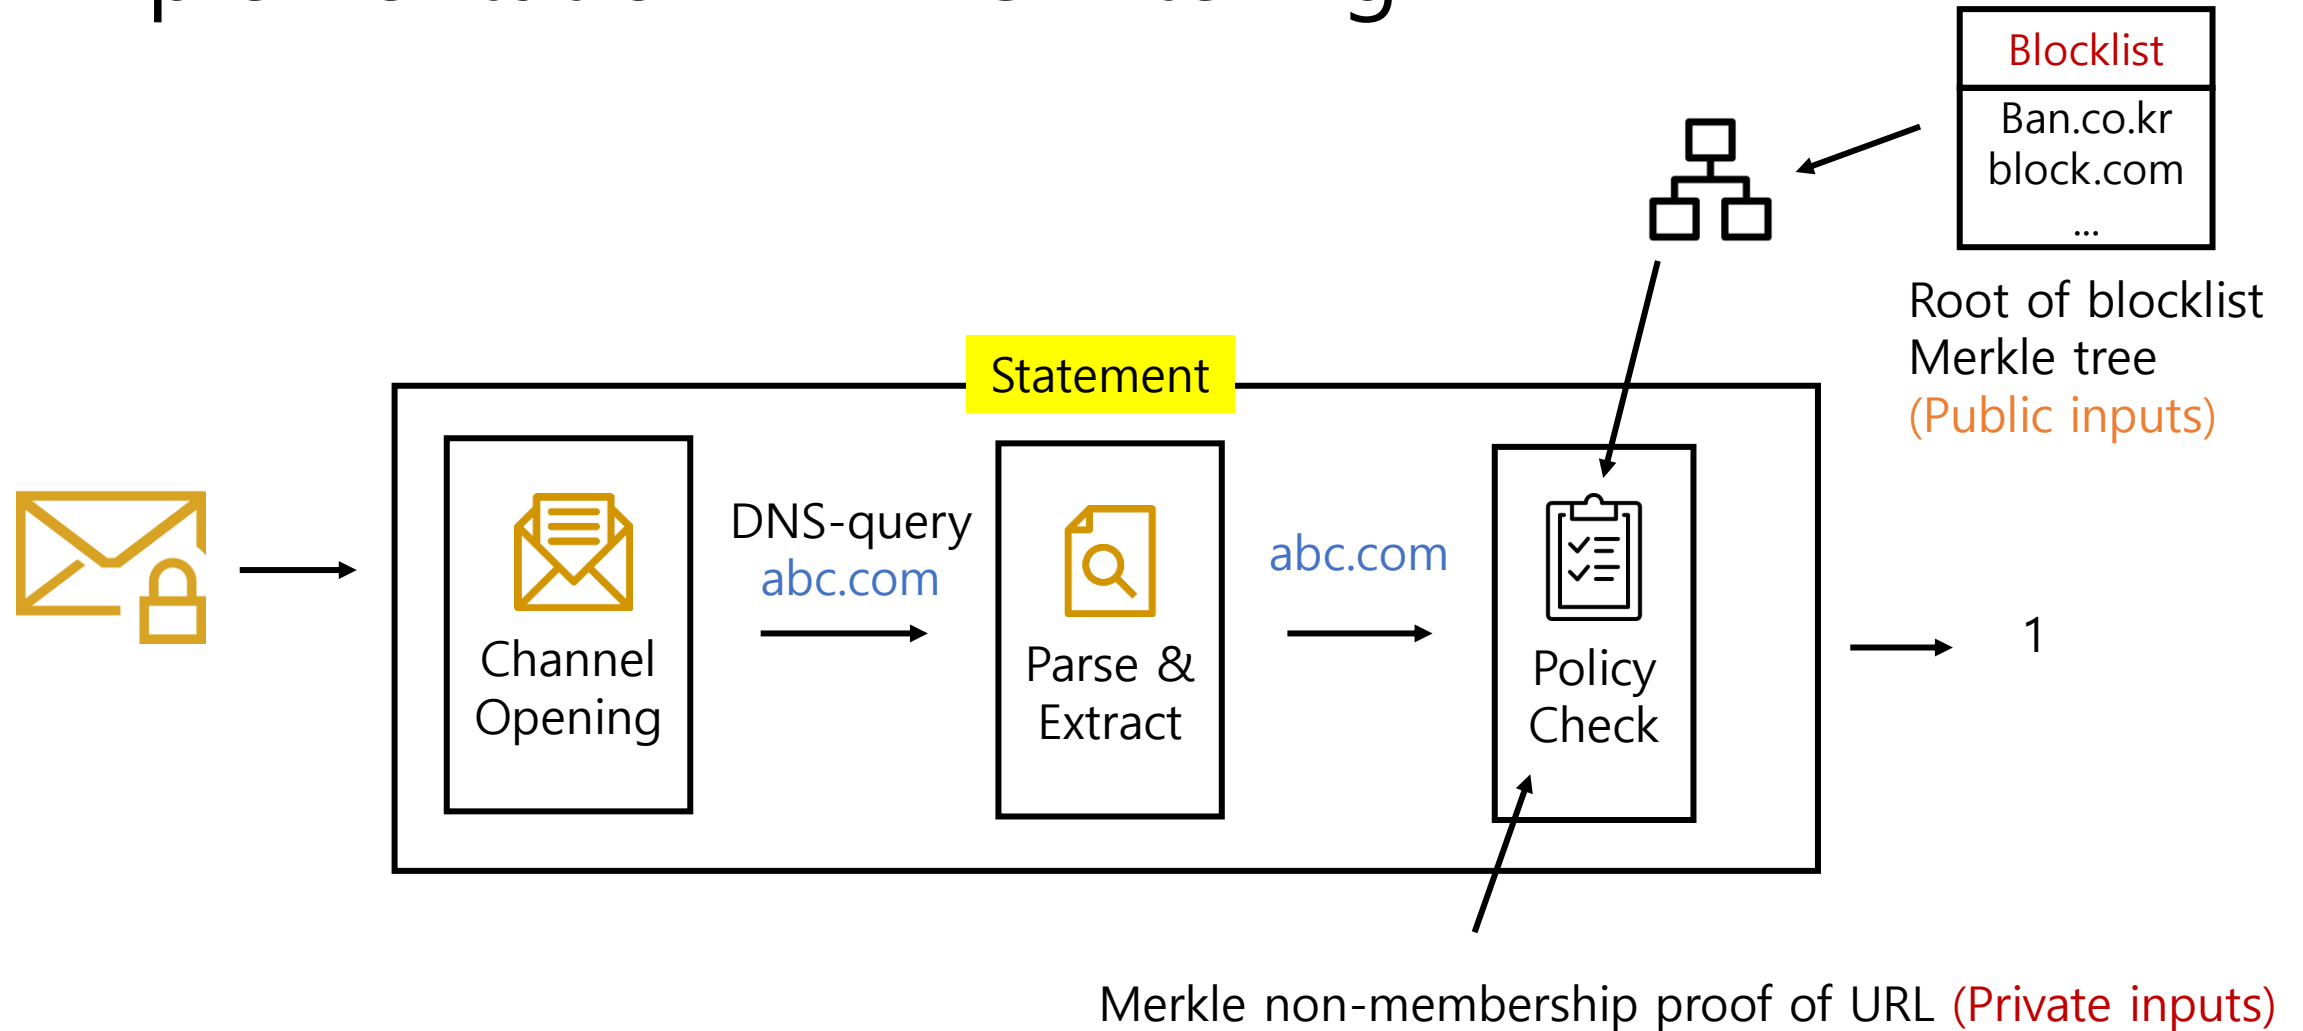 Blocklist
Ban.co.kr
block.com
...
Root of blocklist
Merkle tree
(Public inputs)
Statement
DNS-query
abc.com
abc.com
Channel
Opening
Parse &
Extract
Policy
Check
1
Merkle non-membership proof of URL (Private inputs)